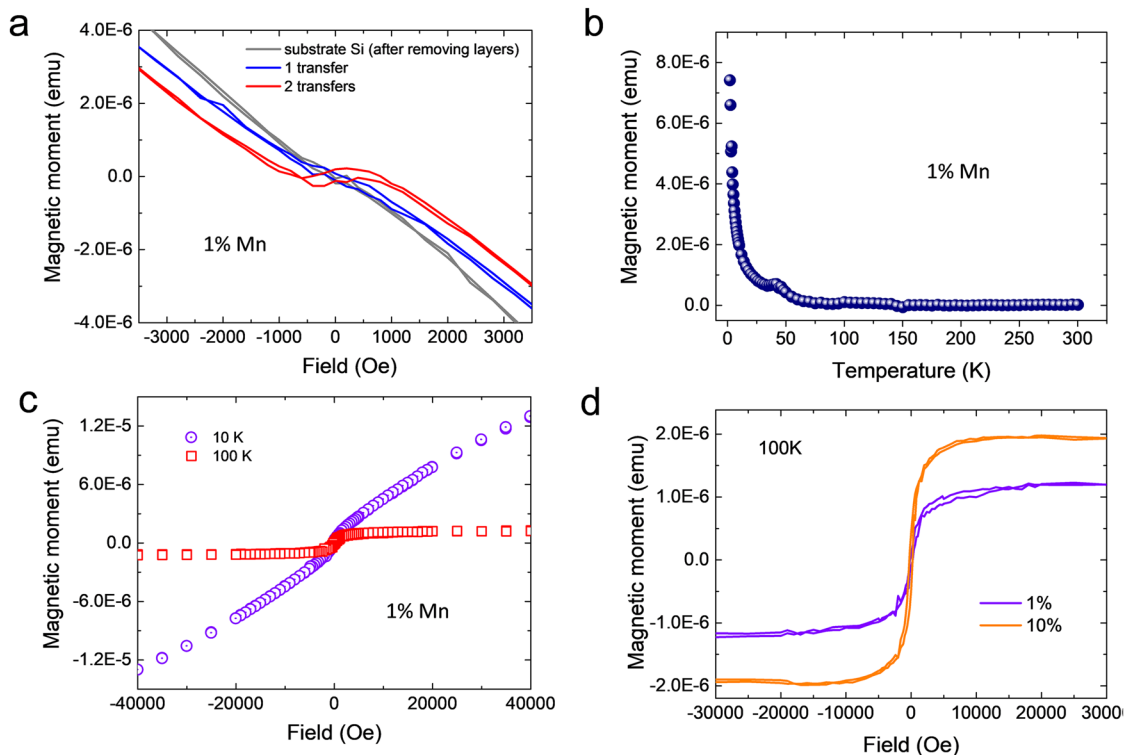 a
4.0E-6
2.0E-6
0.0
-2.0E-6
-4.0E-6
Magnetic moment (emu)
substrate Si (after removing layers)
1 transfer
2 transfers
1% Mn
-3000 -2000 -1000 0 1000 2000 3000
Field (Oe)
b
8.0E-6
6.0E-6
4.0E-6
2.0E-6
0.0
Magnetic moment (emu)
1% Mn
0 50 100 150 200 250 300
Temperature (K)
c
1.2E-5
6.0E-6
0.0
-6.0E-6
-1.2E-5
Magnetic moment (emu)
10 K
100 K
1% Mn
-40000 -20000 0 20000 40000
Field (Oe)
d
2.0E-6
1.0E-6
0.0
-1.0E-6
-2.0E-6
Magnetic moment (emu)
100K
1%
10%
-30000 -20000 -10000 0 10000 20000 30000
Field (Oe)